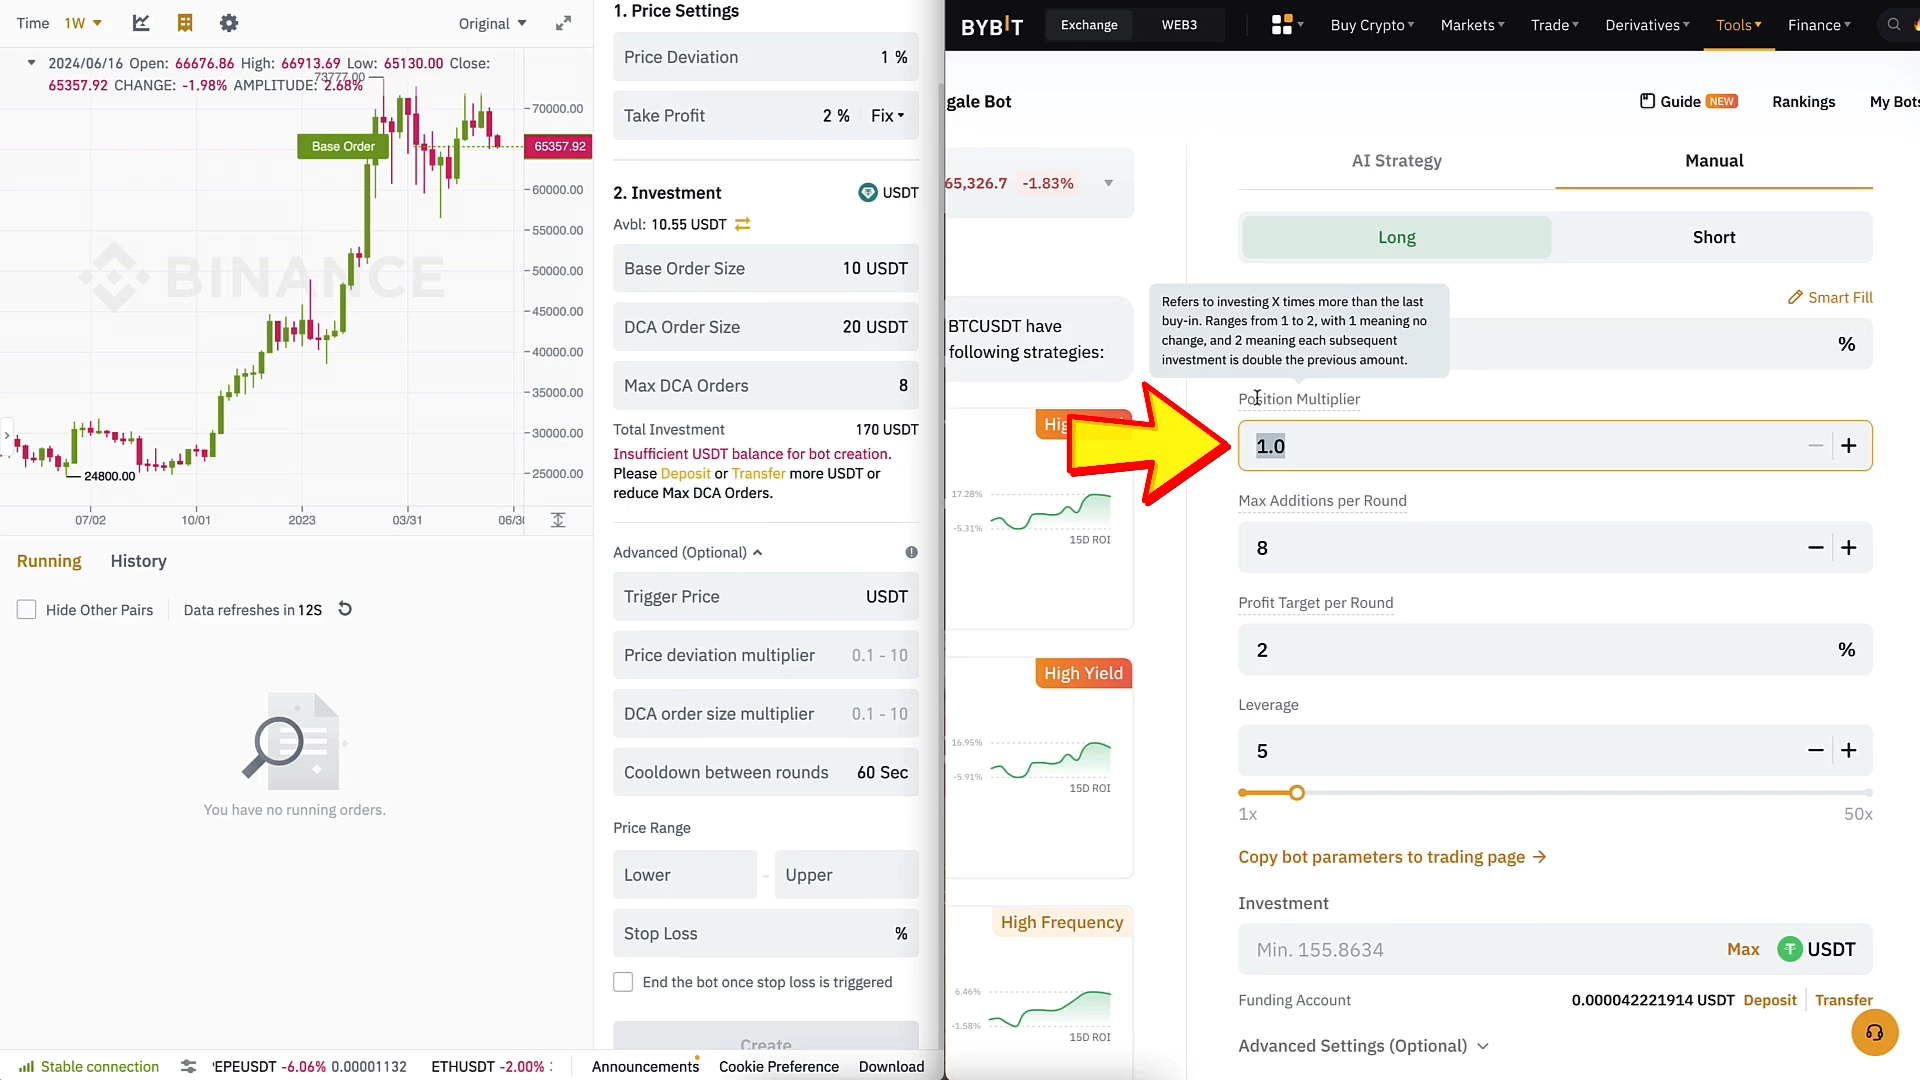 Time 1W Original
2024/06/16 Open: 66676.86 High: 66913.69 Low: 65130.00 Close:
65357.92 CHANGE: -1.98% AMPLITUDE: 2.68%
73777.00
70000.00
Base Order
65357.92
60000.00
55000.00
50000.00
BINANCE
45000.00
40000.00
35000.00
30000.00
25000.00
24800.00
07/02 10/01 2023 03/31 06/30
Running History
Hide Other Pairs Data refreshes in 12S
You have no running orders.
1. Price Settings
Price Deviation 1 %
Take Profit 2 % Fix
2. Investment USDT
Avbl: 10.55 USDT
Base Order Size 10 USDT
DCA Order Size 20 USDT
Max DCA Orders 8
Total Investment 170 USDT
Insufficient USDT balance for bot creation.
Please Deposit or Transfer more USDT or
reduce Max DCA Orders.
Advanced (Optional)
Trigger Price USDT
Price deviation multiplier 0.1 - 10
DCA order size multiplier 0.1 - 10
Cooldown between rounds 60 Sec
Price Range
Lower - Upper
Stop Loss %
End the bot once stop loss is triggered
Create
Stable connection PEPEUSDT -6.06% 0.00001132 ETHUSDT -2.00% Announcements Cookie Preference Download
BYBIT Exchange WEB3 Buy Crypto Markets Trade Derivatives Tools Finance
gale Bot Guide NEW Rankings My Bots
65,326.7 -1.83%
BTCUSDT have
following strategies:
17.28%
-5.31%
15D ROI
High Yield
16.95%
-5.91%
15D ROI
High Frequency
6.46%
-1.58%
15D ROI
AI Strategy Manual
Long Short
Smart Fill
Refers to investing X times more than the last
buy-in. Ranges from 1 to 2, with 1 meaning no
change, and 2 meaning each subsequent
investment is double the previous amount.
%
Position Multiplier
1.0
Max Additions per Round
8
Profit Target per Round
2 %
Leverage
5
1x 50x
Copy bot parameters to trading page
Investment
Min. 155.8634 Max USDT
Funding Account 0.000042221914 USDT Deposit Transfer
Advanced Settings (Optional)